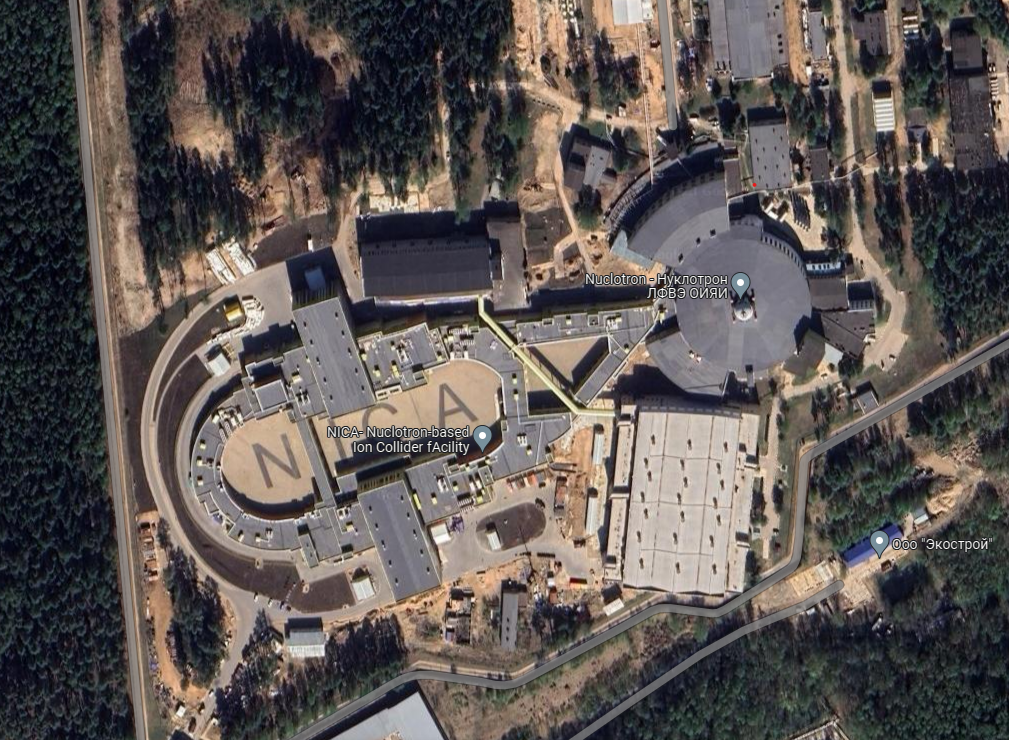 Nuclotron - Нуклотрон
ЛФВЭ ОИЯИ
NICA
NICA- Nuclotron-based
Ion Collider fAcility
Ооо "Экострой"